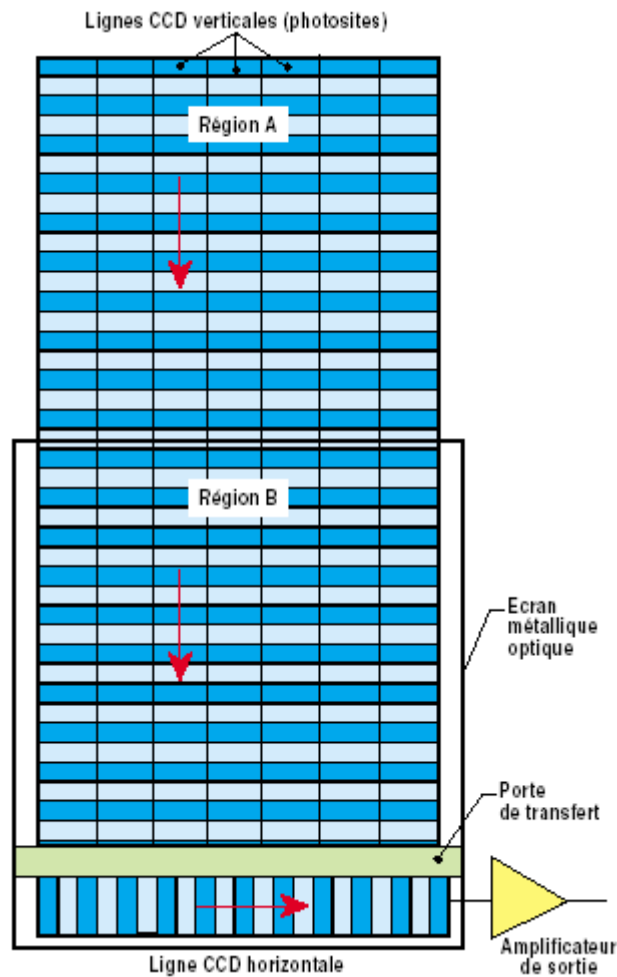 Lignes CCD verticales (photosites)
Région A
Région B
Ecran
métallique
optique
Porte
de transfert
Ligne CCD horizontale
Amplificateur
de sortie